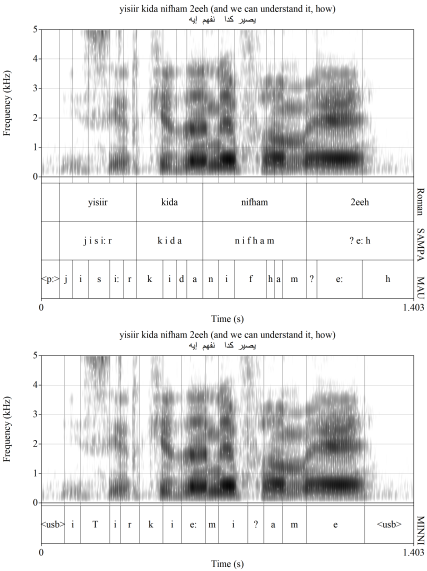 yisiir kida nifham 2eeh (and we can understand it, how)
يصير كدا نفهم إيه
5
4
3
2
1
0
Frequency (kHz)
yisiir kida nifham 2eeh Roman
j i s i: r k i d a n i f h a m ? e: h SAMPA
<p:> j i s i: r k i d a n i f h a m ? e: h MAU
0 1.403
Time (s)
yisiir kida nifham 2eeh (and we can understand it, how)
يصير كدا نفهم إيه
5
4
3
2
1
0
Frequency (kHz)
<usb> i T i r k i e: m i ? a m e <usb> MINNI
0 1.403
Time (s)